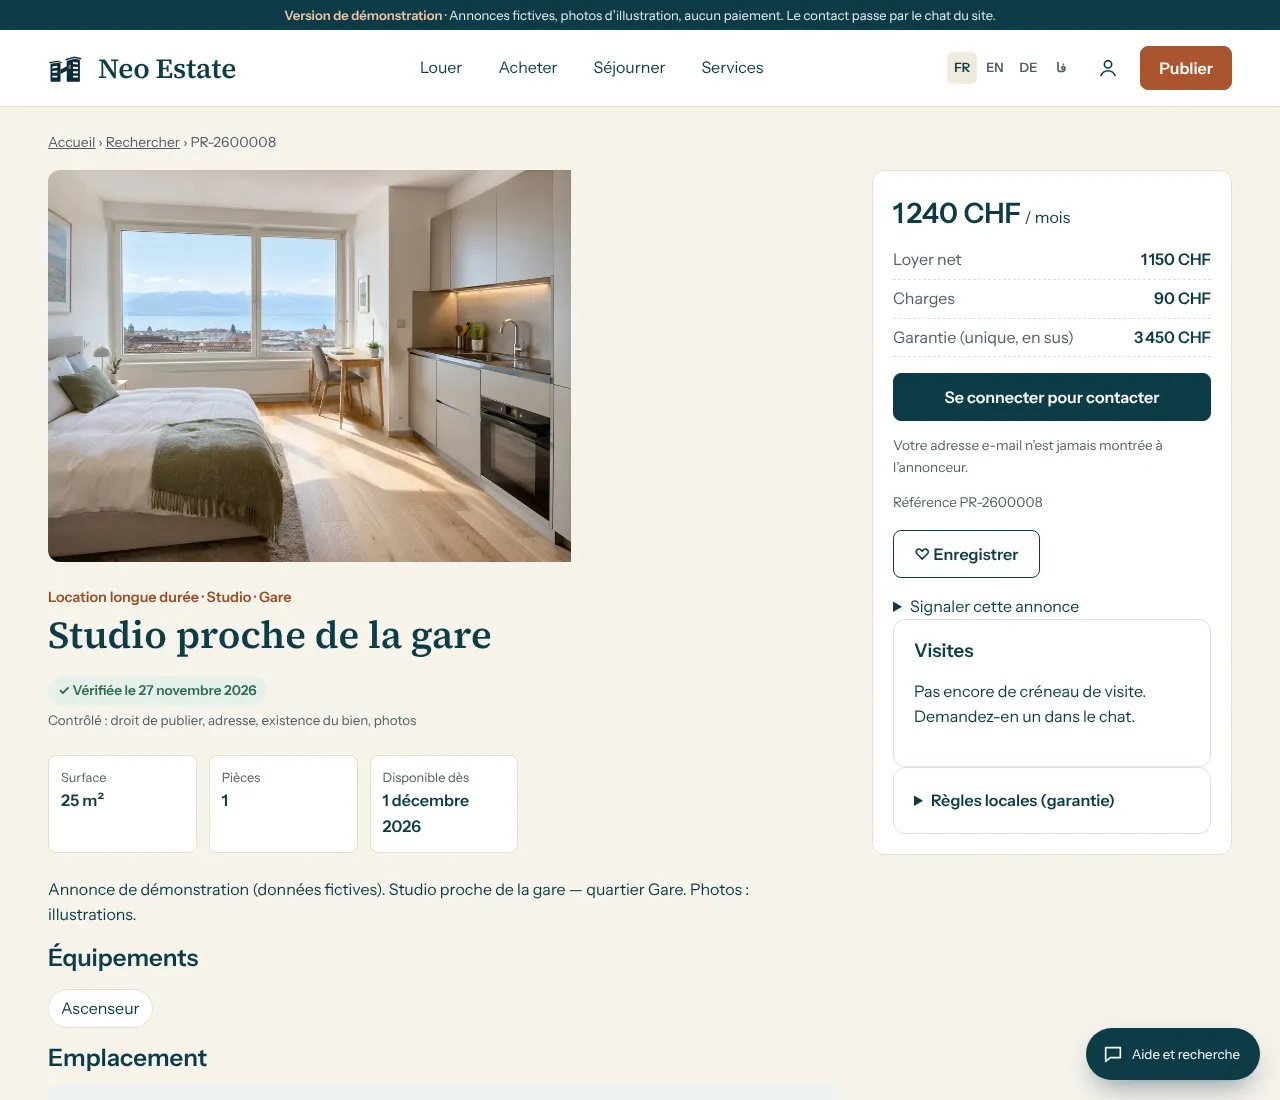 Version de démonstration · Annonces fictives, photos d’illustration, aucun paiement. Le contact passe par le chat du site.
Neo Estate
Louer
Acheter
Séjourner
Services
FR
EN
DE
فا
Publier
Accueil › Rechercher › PR-2600008
Location longue durée · Studio · Gare
Studio proche de la gare
✓ Vérifiée le 27 novembre 2026
Contrôlé : droit de publier, adresse, existence du bien, photos
Surface
25 m²
Pièces
1
Disponible dès
1 décembre
2026
Annonce de démonstration (données fictives). Studio proche de la gare — quartier Gare. Photos :
illustrations.
Équipements
Ascenseur
Emplacement
1 240 CHF / mois
Loyer net 1 150 CHF
Charges 90 CHF
Garantie (unique, en sus) 3 450 CHF
Se connecter pour contacter
Votre adresse e-mail n’est jamais montrée à
l’annonceur.
Référence PR-2600008
♡ Enregistrer
▶ Signaler cette annonce
Visites
Pas encore de créneau de visite.
Demandez-en un dans le chat.
▶ Règles locales (garantie)
Aide et recherche